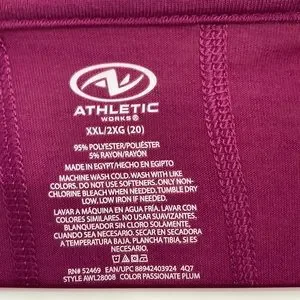 ATHLETIC
WORKS®
XXL/2XG (20)
95% POLYESTER/POLIÉSTER
5% RAYON/RAYÓN
MADE IN EGYPT/HECHO EN EGIPTO
MACHINE WASH COLD. WASH WITH LIKE
COLORS. DO NOT USE SOFTENERS. ONLY NON-
CHLORINE BLEACH WHEN NEEDED. TUMBLE DRY
LOW. LOW IRON IF NEEDED.
LAVAR A MÁQUINA EN AGUA FRÍA. LAVAR CON
COLORES SIMILARES. NO USAR SUAVIZANTES.
BLANQUEADOR SIN CLORO SOLAMENTE,
CUANDO SEA NECESARIO. SECAR EN SECADORA
A TEMPERATURA BAJA. PLANCHA TIBIA, SI ES
NECESARIO.
RN# 52469 EAN/UPC 88942403924 4Q7
STYLE AWL28008 COLOR PASSIONATE PLUM